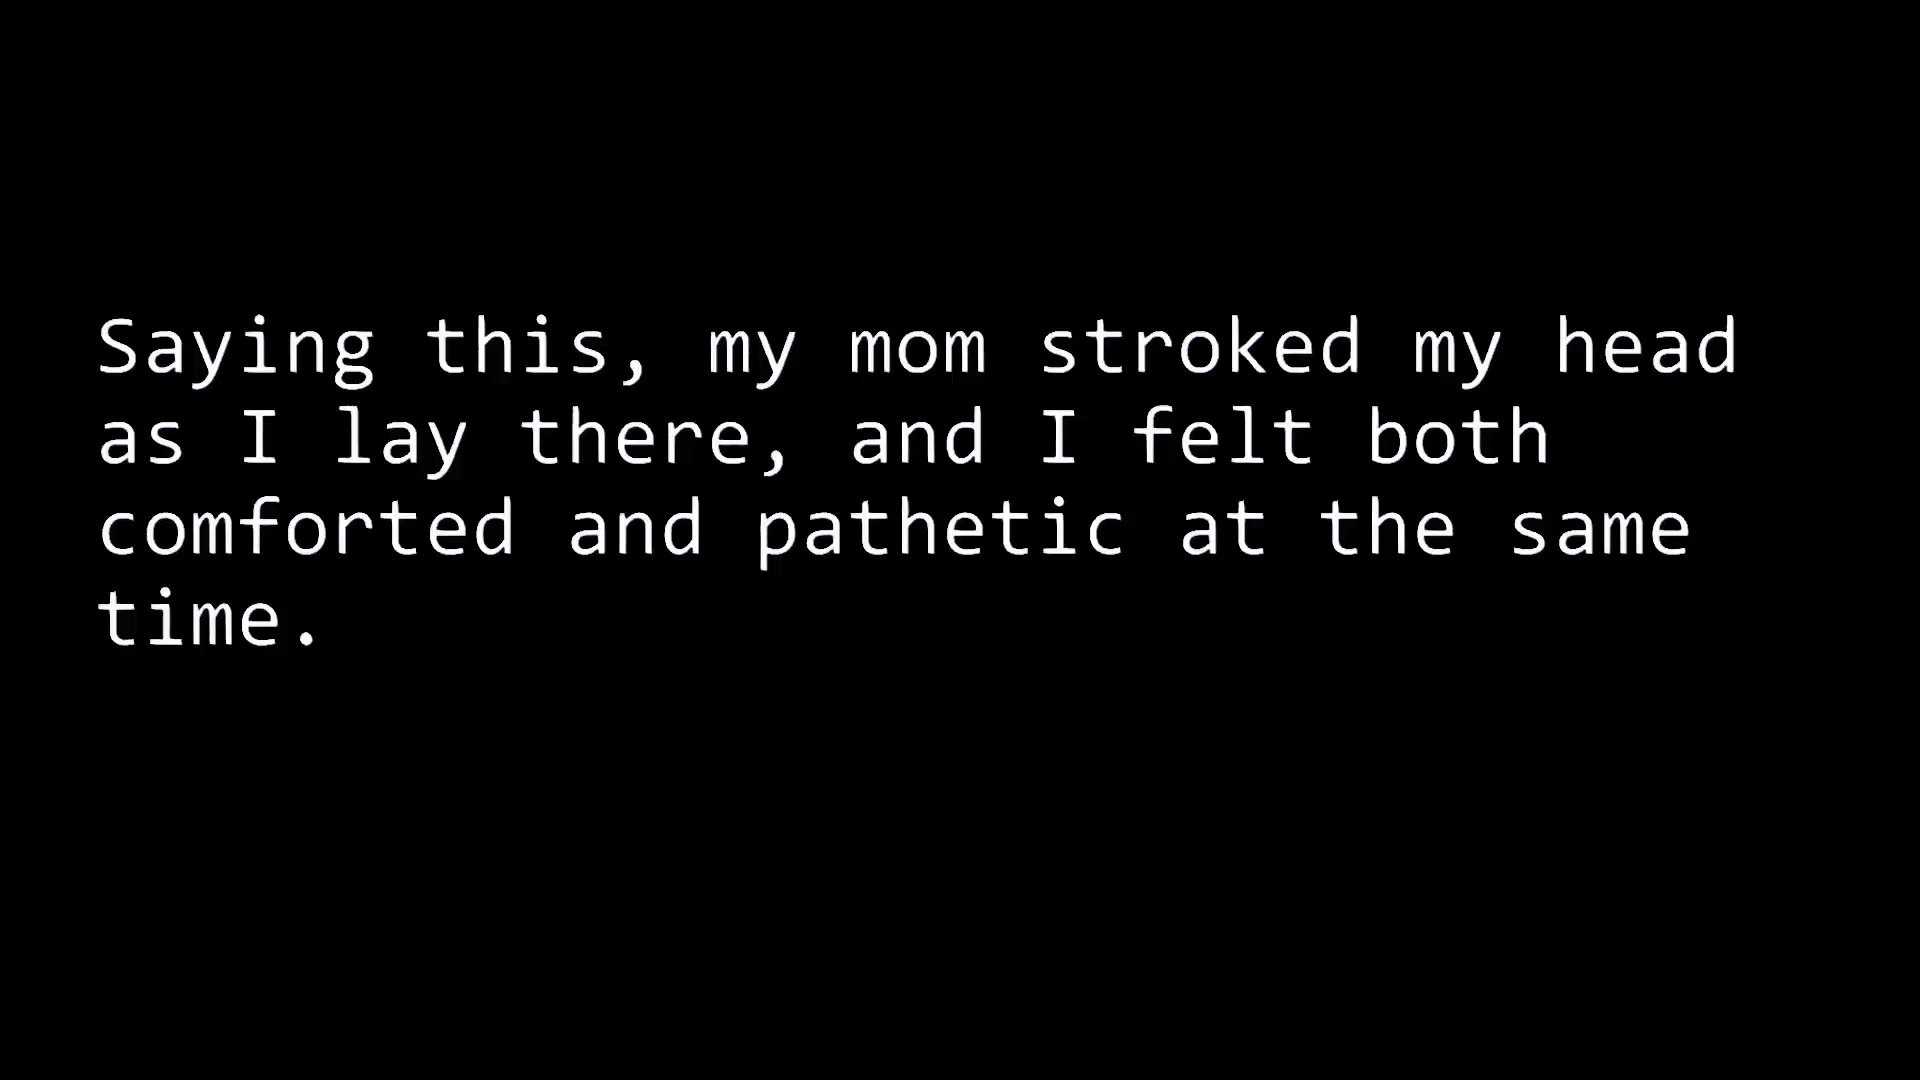 Saying this, my mom stroked my head
as I lay there, and I felt both
comforted and pathetic at the same
time.